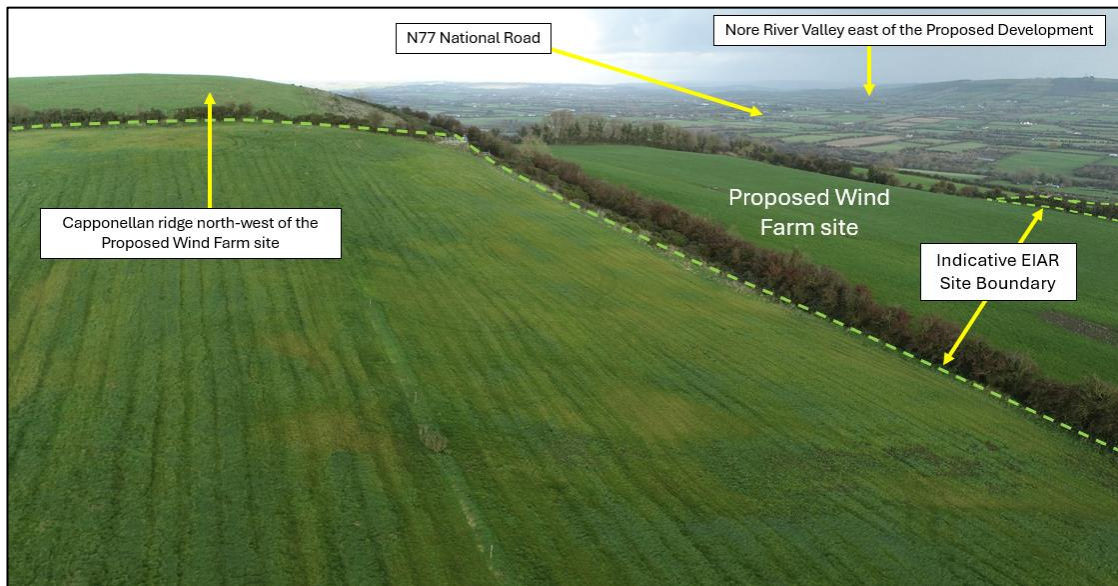 Nore River Valley east of the Proposed Development
N77 National Road
Capponellan ridge north-west of the
Proposed Wind Farm site
Proposed Wind
Farm site
Indicative EIAR
Site Boundary